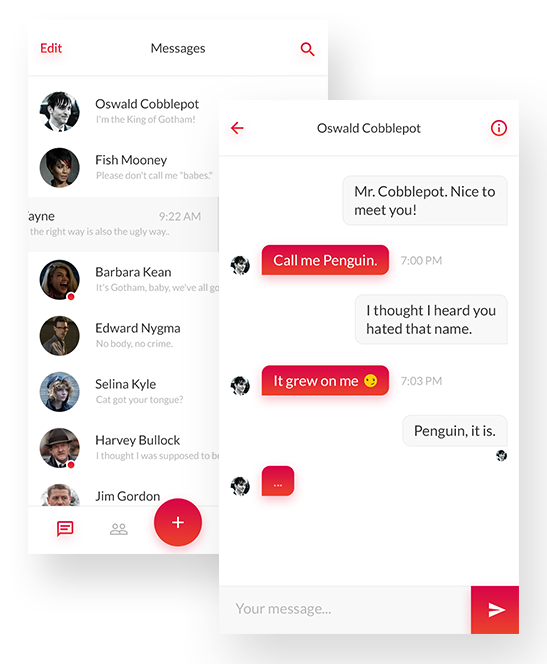 Edit
Messages
Oswald Cobblepot
I'm the King of Gotham!
Fish Mooney
Please don't call me "babes."
ayne
9:22 AM
the right way is also the ugly way..
Barbara Kean
It's Gotham, baby, we've all go
Edward Nygma
No body, no crime.
Selina Kyle
Cat got your tongue?
Harvey Bullock
I thought I was supposed to be
Jim Gordon
+
Oswald Cobblepot
Mr. Cobblepot. Nice to
meet you!
Call me Penguin.
7:00 PM
I thought I heard you
hated that name.
It grew on me 😏
7:03 PM
Penguin, it is.
...
Your message...